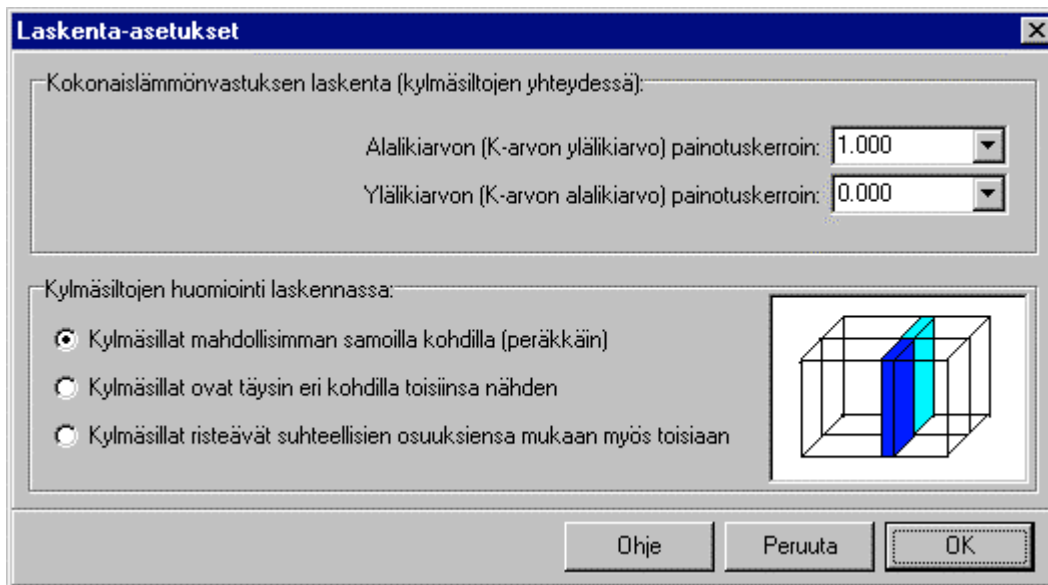 Laskenta-asetukset
Kokonaislämmönvastuksen laskenta (kylmäsiltojen yhteydessä):
Alalikiarvon (K-arvon ylälikiarvo) painotuskerroin: 1.000
Ylälikiarvon (K-arvon alalikiarvo) painotuskerroin: 0.000
Kylmäsiltojen huomiointi laskennassa:
Kylmäsillat mahdollisimman samoilla kohdilla (peräkkäin)
Kylmäsillat ovat täysin eri kohdilla toisiinsa nähden
Kylmäsillat risteävät suhteellisien osuuksiensa mukaan myös toisiaan
Ohje Peruuta OK